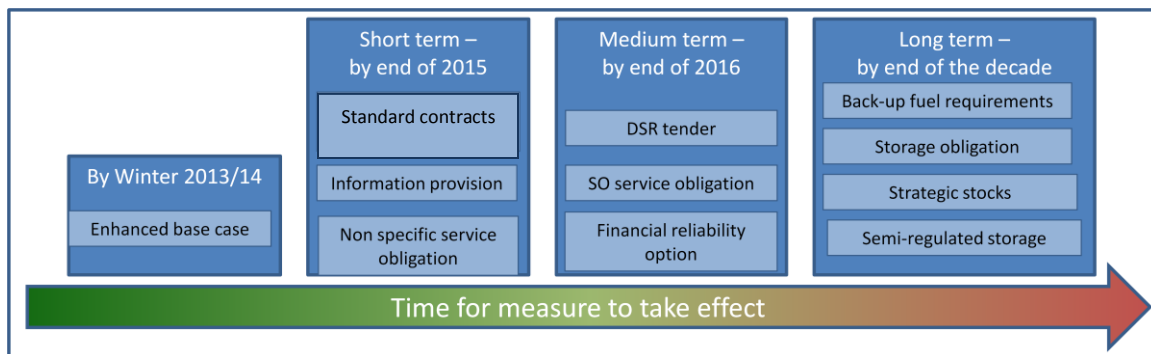 By Winter 2013/14
Enhanced base case
Short term –
by end of 2015
Standard contracts
Information provision
Non specific service
obligation
Medium term –
by end of 2016
DSR tender
SO service obligation
Financial reliability
option
Long term –
by end of the decade
Back-up fuel requirements
Storage obligation
Strategic stocks
Semi-regulated storage
Time for measure to take effect